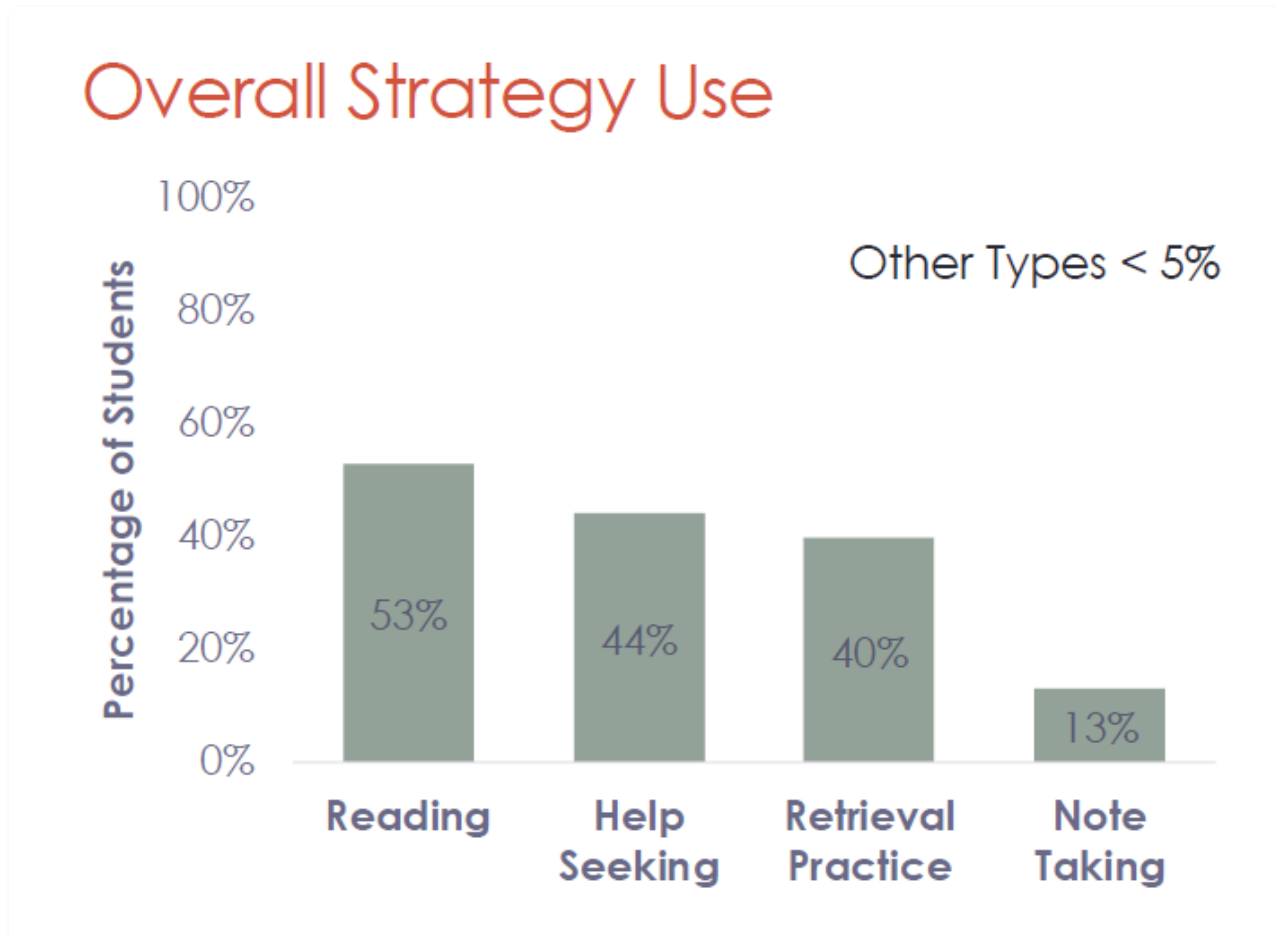 Overall Strategy Use
100%
Other Types < 5%
80%
60%
40%
20%
0%
Percentage of Students
53%
44%
40%
13%
Reading
Help
Seeking
Retrieval
Practice
Note
Taking